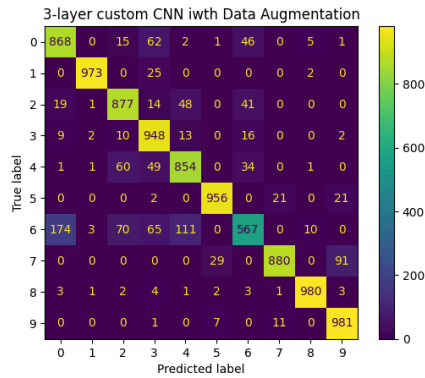 3-layer custom CNN iwth Data Augmentation
0 868 0 15 62 2 1 46 0 5 1
1 0 973 0 25 0 0 0 0 2 0
2 19 1 877 14 48 0 41 0 0 0
3 9 2 10 948 13 0 16 0 0 2
4 1 1 60 49 854 0 34 0 1 0
5 0 0 0 2 0 956 0 21 0 21
6 174 3 70 65 111 0 567 0 10 0
7 0 0 0 0 0 29 0 880 0 91
8 3 1 2 4 1 2 3 1 980 3
9 0 0 0 1 0 7 0 11 0 981
0 1 2 3 4 5 6 7 8 9
Predicted label
True label
800
600
400
200
0